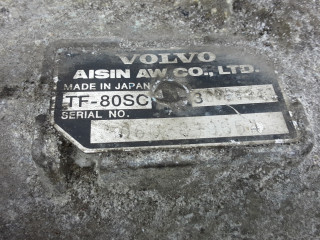 VOLVO
AISIN AW CO., LTD
MADE IN JAPAN
TF-80SC
SERIAL NO.